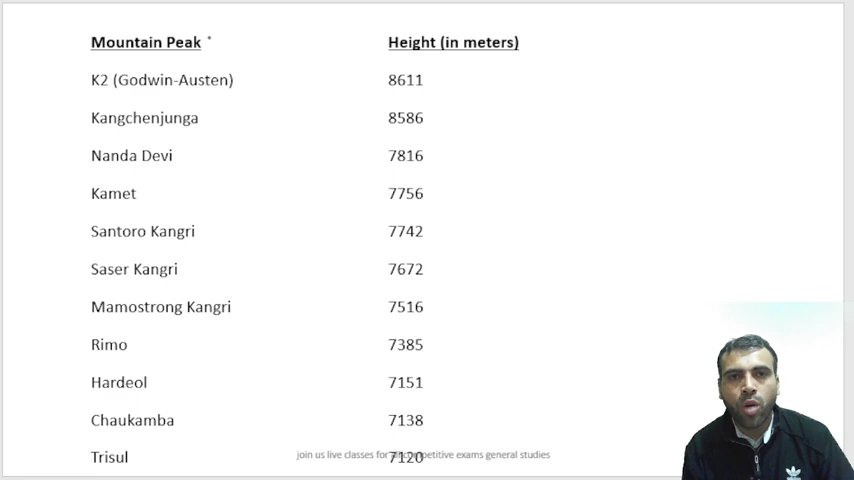 Mountain Peak * Height (in meters)
K2 (Godwin-Austen) 8611
Kangchenjunga 8586
Nanda Devi 7816
Kamet 7756
Santoro Kangri 7742
Saser Kangri 7672
Mamostrong Kangri 7516
Rimo 7385
Hardeol 7151
Chaukamba 7138
Trisul 7120
join us live classes for competitive exams general studies